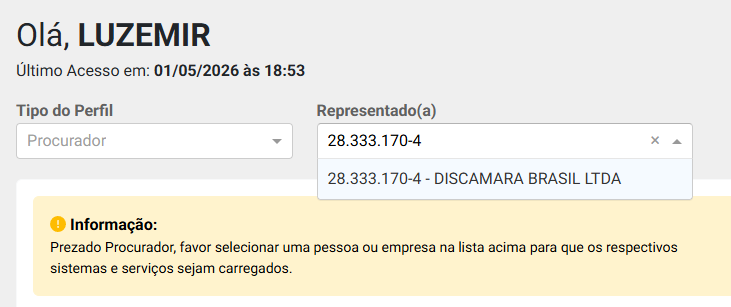 Olá, LUZEMIR
Último Acesso em: 01/05/2026 às 18:53
Tipo do Perfil
Procurador
Representado(a)
28.333.170-4
28.333.170-4 - DISCAMARA BRASIL LTDA
Informação:
Prezado Procurador, favor selecionar uma pessoa ou empresa na lista acima para que os respectivos
sistemas e serviços sejam carregados.